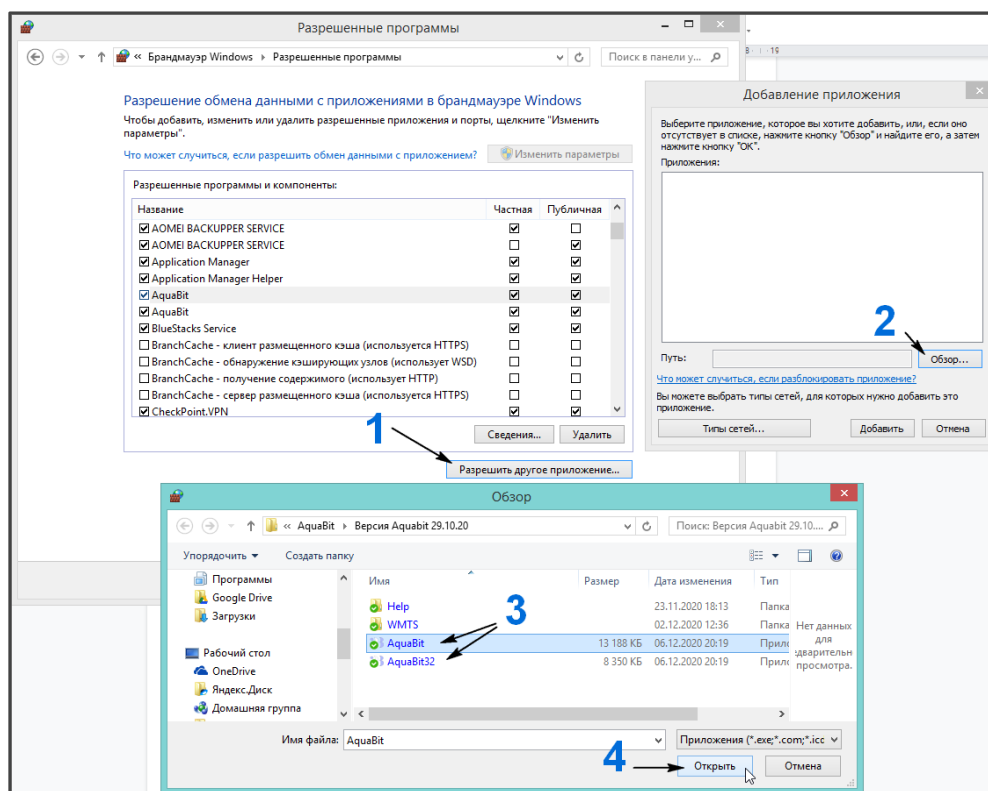 Разрешенные программы
« Брандмауэр Windows ▸ Разрешенные программы
Поиск в панели у...
Разрешение обмена данными с приложениями в брандмауэре Windows
Чтобы добавить, изменить или удалить разрешенные приложения и порты, щелкните "Изменить
параметры".
Что может случиться, если разрешить обмен данными с приложением?
Изменить параметры
Разрешенные программы и компоненты:
Название Частная Публичная
AOMEI BACKUPPER SERVICE
AOMEI BACKUPPER SERVICE
Application Manager
Application Manager Helper
AquaBit
AquaBit
BlueStacks Service
BranchCache - клиент размещенного кэша (используется HTTPS)
BranchCache - обнаружение кэширующих узлов (использует WSD)
BranchCache - получение содержимого (использует HTTP)
BranchCache - сервер размещенного кэша (используется HTTPS)
CheckPoint.VPN
Сведения... Удалить
1
Разрешить другое приложение...
19
Добавление приложения
Выберите приложение, которое вы хотите добавить, или, если оно
отсутствует в списке, нажмите кнопку "Обзор" и найдите его, а затем
нажмите кнопку "ОК".
Приложения:
2
Путь: Обзор...
Что может случиться, если разблокировать приложение?
Вы можете выбрать типы сетей, для которых нужно добавить это
приложение.
Типы сетей... Добавить Отмена
Обзор
« AquaBit ▸ Версия Aquabit 29.10.20
Поиск: Версия Aquabit 29.10....
Упорядочить Создать папку
Программы
Google Drive
Загрузки
Рабочий стол
OneDrive
Яндекс.Диск
Домашняя группа
Имя Размер Дата изменения Тип
Help 23.11.2020 18:13 Папка
WMTS 02.12.2020 12:36 Папка
AquaBit 13 188 КБ 06.12.2020 20:19 Прило
AquaBit32 8 350 КБ 06.12.2020 20:19 Прило
3
Нет данных
для
едварительн
просмотра.
Имя файла: AquaBit
Приложения (*.exe;*.com;*.icc
4
Открыть Отмена